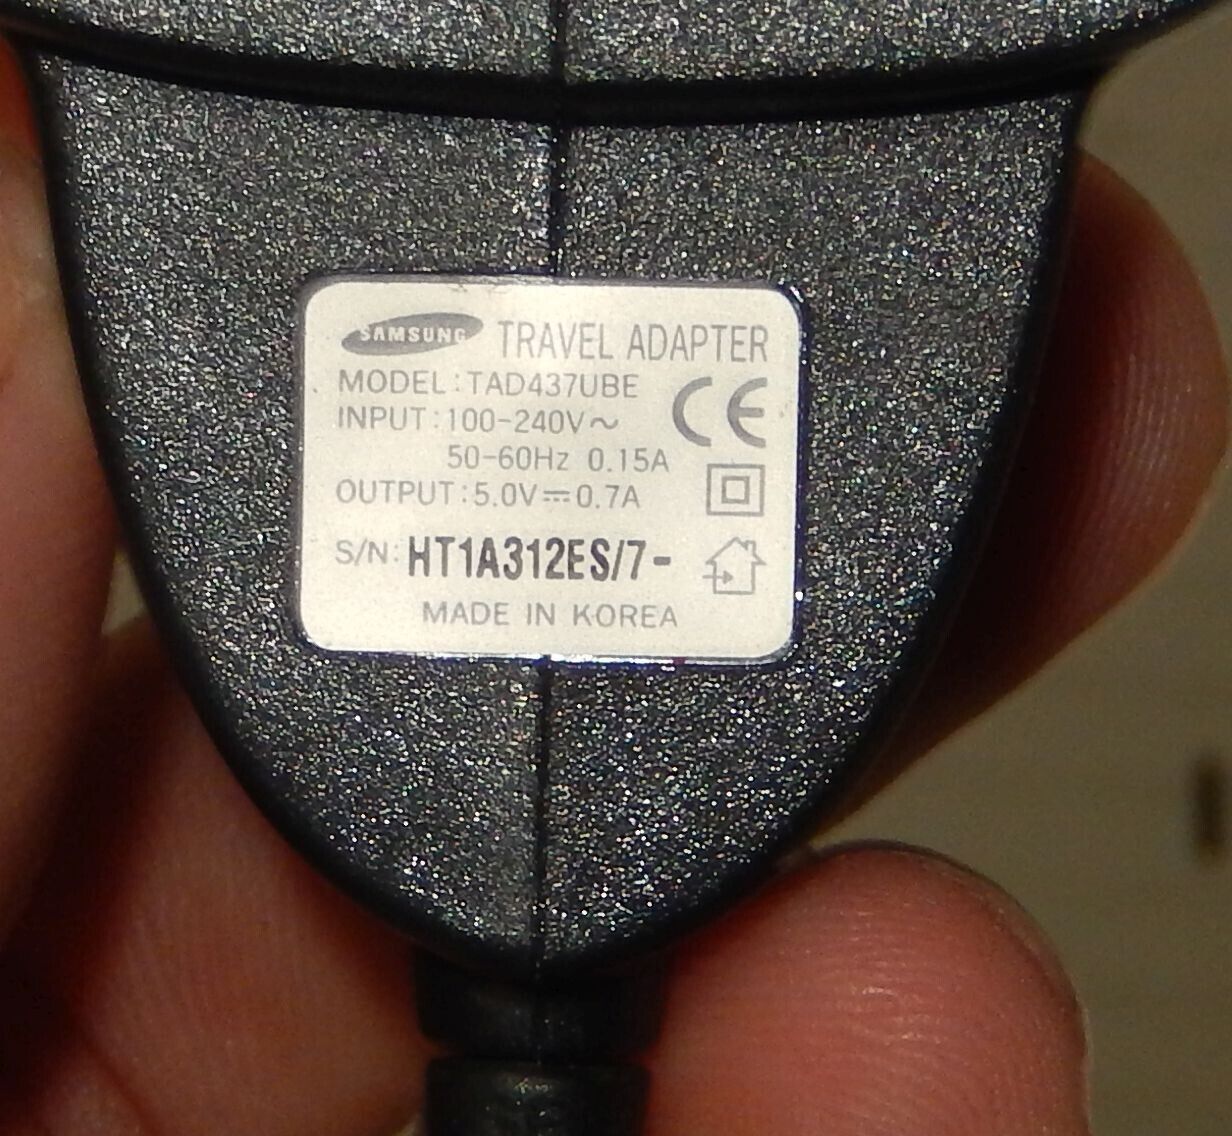 SAMSUNG TRAVEL ADAPTER
MODEL : TAD437UBE
INPUT : 100-240V~
50-60Hz 0.15A
OUTPUT : 5.0V⎓0.7A
S/N: HT1A312ES/7-
MADE IN KOREA
CE